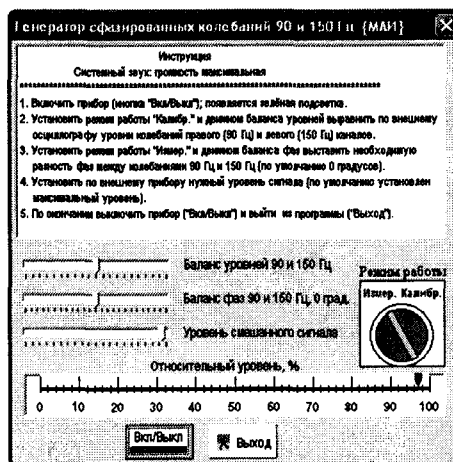 Генератор сфазированных колебаний 90 и 150 Гц {МАИ}
Инструкция
Системный звук: громкость максимальная
************************************************************
1. Включить прибор (кнопка "Вкл/Выкл"); появляется зелёная подсветка.
2. Установить режим работы "Калибр." и движком баланса уровней выравнить по внешнему
осциллографу уровни колебаний правого (90 Гц) и левого (150 Гц) каналов.
3. Установить режим работы "Измер." и движком баланса фаз выставить необходимую
разность фаз между колебаниями 90 Гц и 150 Гц (по умолчанию 0 градусов).
4. Установить по внешнему прибору нужный уровень сигнала (по умолчанию установлен
максимальный уровень).
5. По окончании выключить прибор ("Вкл/Выкл") и выйти из программы ("Выход").
Баланс уровней 90 и 150 Гц
Режим работы
Измер. Калибр.
Баланс фаз 90 и 150 Гц, 0 град.
Уровень смешанного сигнала
Относительный уровень, %
0 10 20 30 40 50 60 70 80 90 100
Вкл/Выкл
Выход